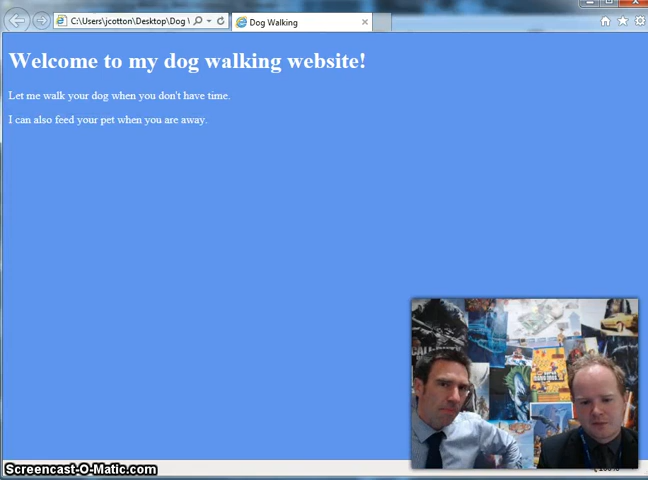 C:\Users\jcotton\Desktop\Dog \
Dog Walking
Welcome to my dog walking website!
Let me walk your dog when you don't have time.
I can also feed your pet when you are away.
Screencast-O-Matic.com